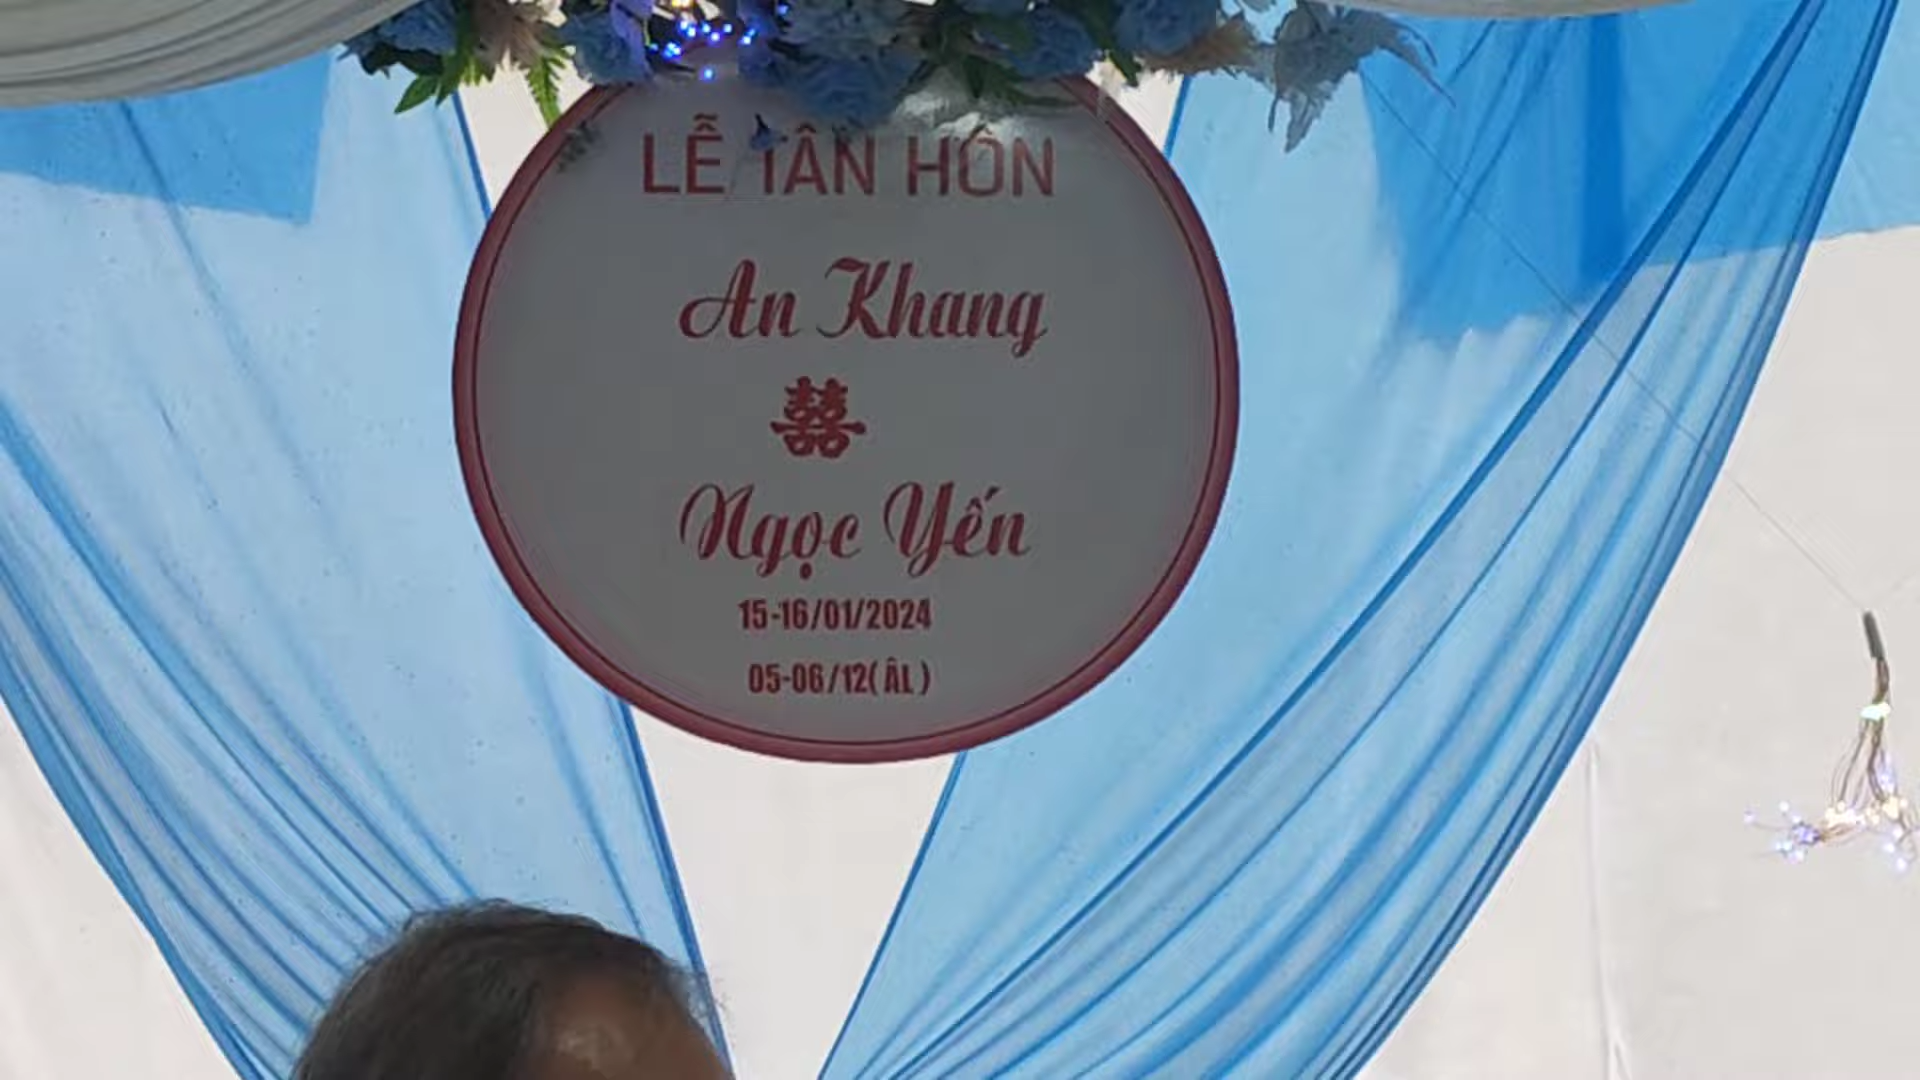 LỄ TÂN HÔN
An Khang
囍
Ngọc Yến
15-16/01/2024
05-06/12( ÂL )